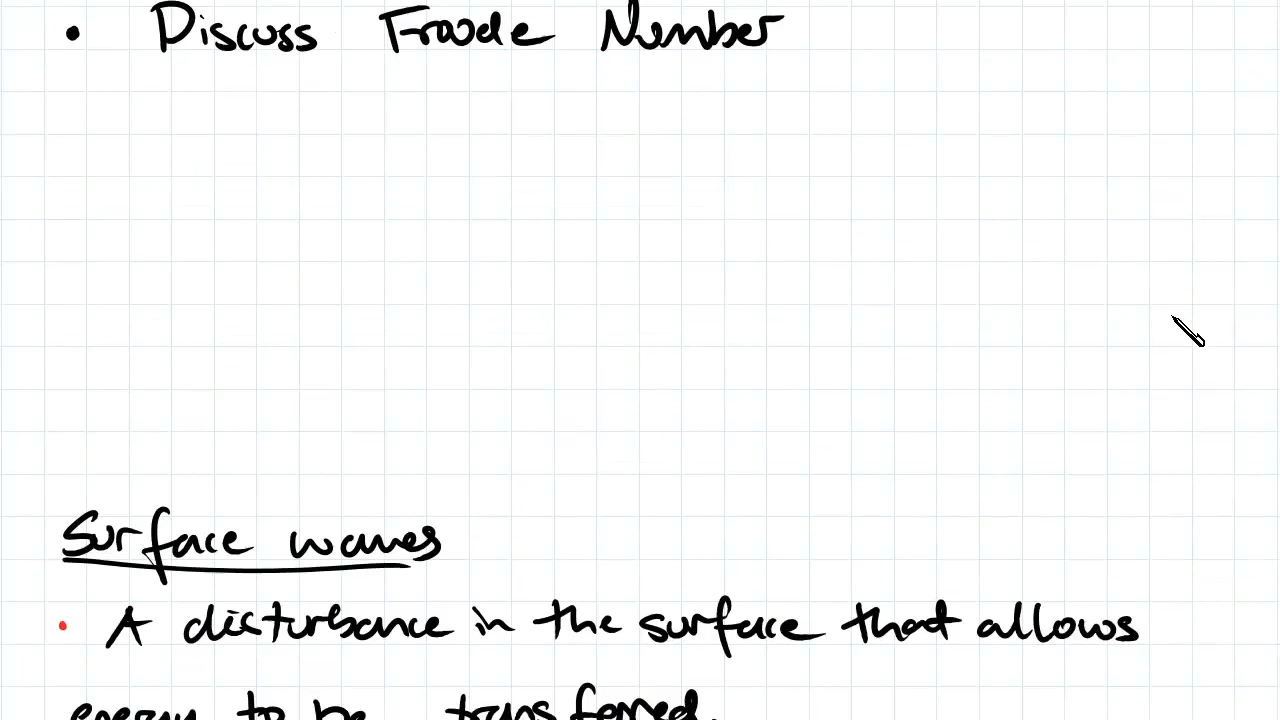 • Discuss Froude Number
Surface waves
• A disturbance in the surface that allows
energy to be transferred.